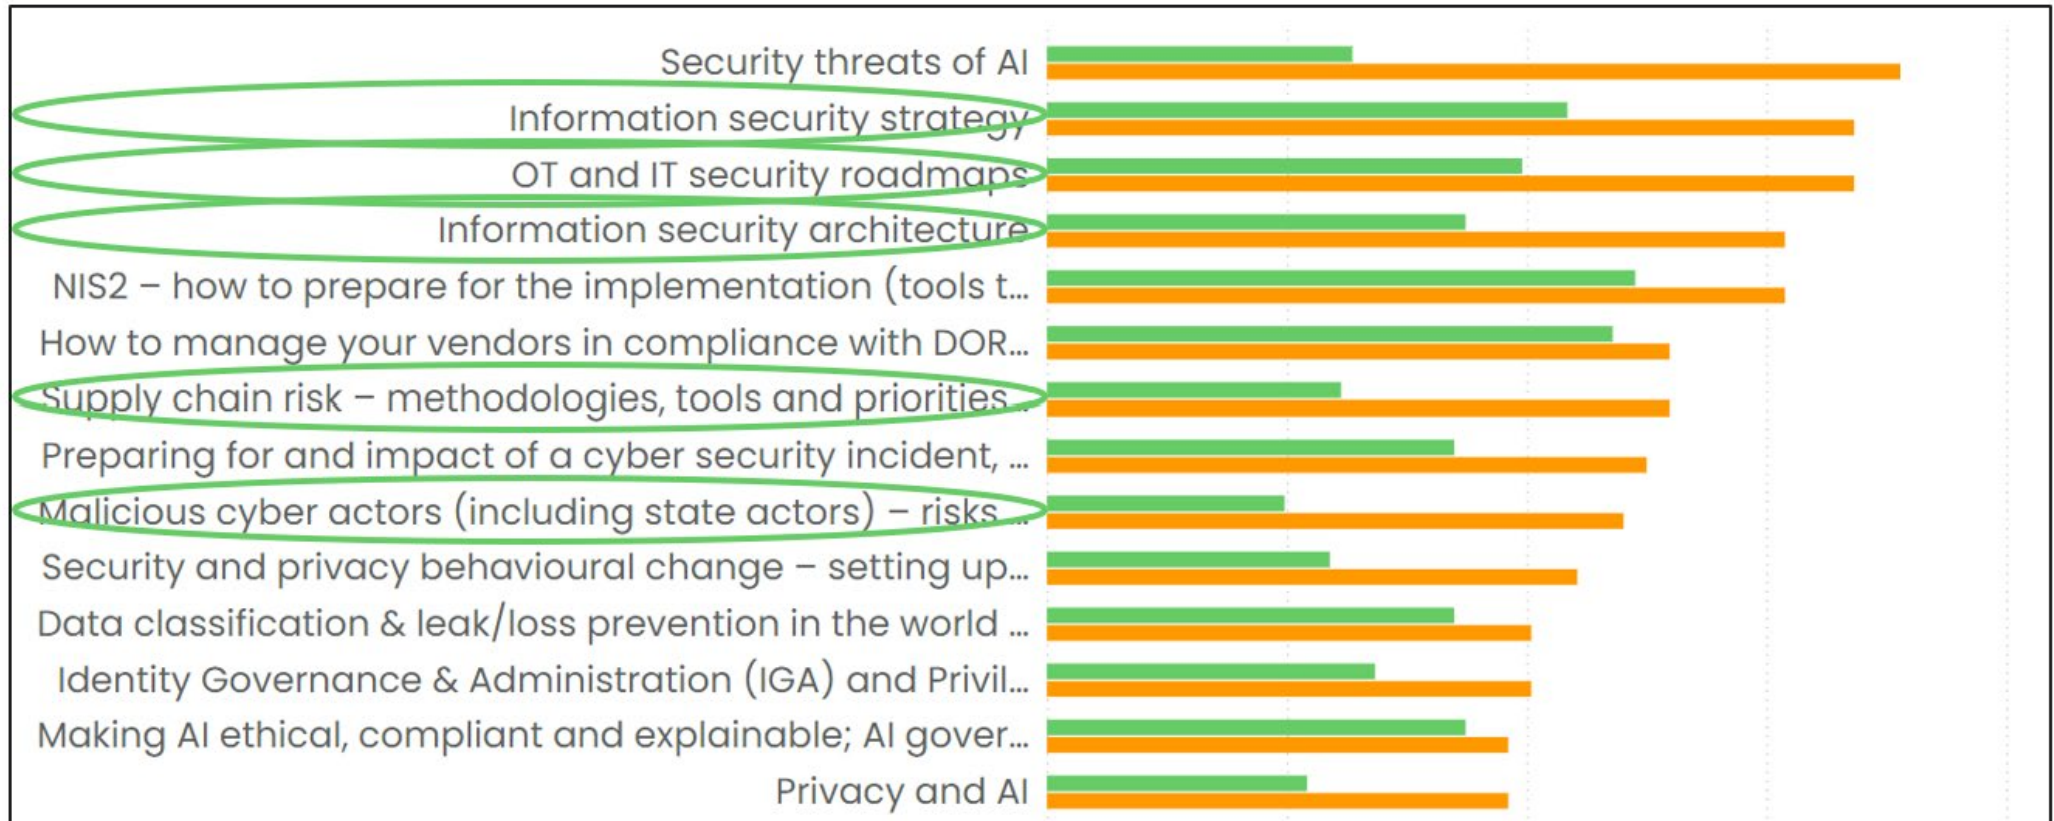 Security threats of AI
Information security strategy
OT and IT security roadmaps
Information security architecture
NIS2 – how to prepare for the implementation (tools t...
How to manage your vendors in compliance with DOR...
Supply chain risk – methodologies, tools and priorities...
Preparing for and impact of a cyber security incident, ...
Malicious cyber actors (including state actors) – risks ...
Security and privacy behavioural change – setting up...
Data classification & leak/loss prevention in the world ...
Identity Governance & Administration (IGA) and Privil...
Making AI ethical, compliant and explainable; AI gover...
Privacy and AI